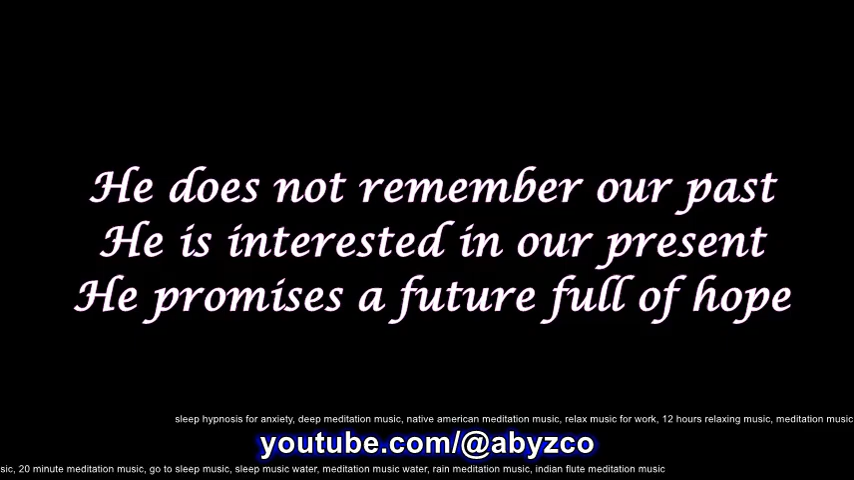 He does not remember our past
He is interested in our present
He promises a future full of hope
sleep hypnosis for anxiety, deep meditation music, native american meditation music, relax music for work, 12 hours relaxing music, meditation music
youtube.com/@abyzco
sic, 20 minute meditation music, go to sleep music, sleep music water, meditation music water, rain meditation music, indian flute meditation music